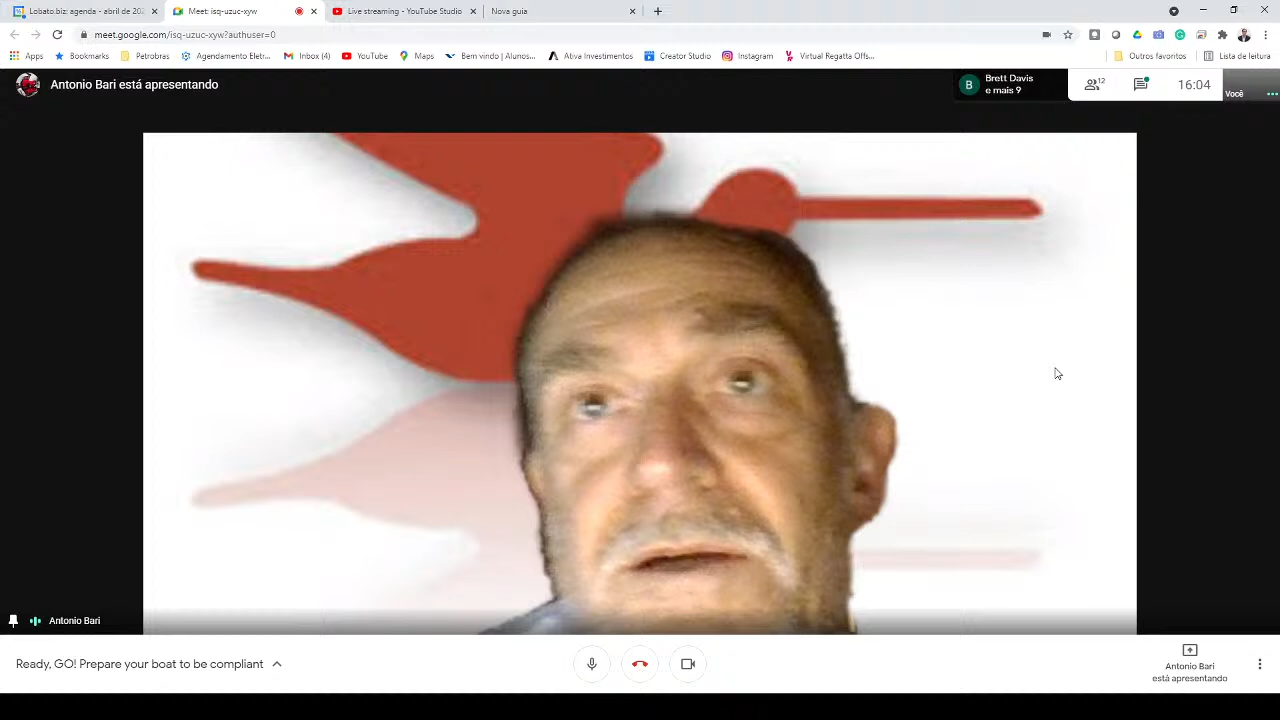 Lobato.biz: agenda - abril de 202
Meet: isq-uzuc-xyw
Live streaming - YouTube Studio
Nova guia
meet.google.com/isq-uzuc-xyw?authuser=0
Apps
Bookmarks
Petrobras
Agendamento Eletr...
Inbox (4)
YouTube
Maps
Bem vindo | Alunos...
Ativa Investimentos
Creator Studio
Instagram
Virtual Regatta Offs...
Outros favoritos
Lista de leitura
Antonio Bari está apresentando
B
Brett Davis
e mais 9
12
16:04
Você
Antonio Bari
Ready, GO! Prepare your boat to be compliant
Antonio Bari
está apresentando